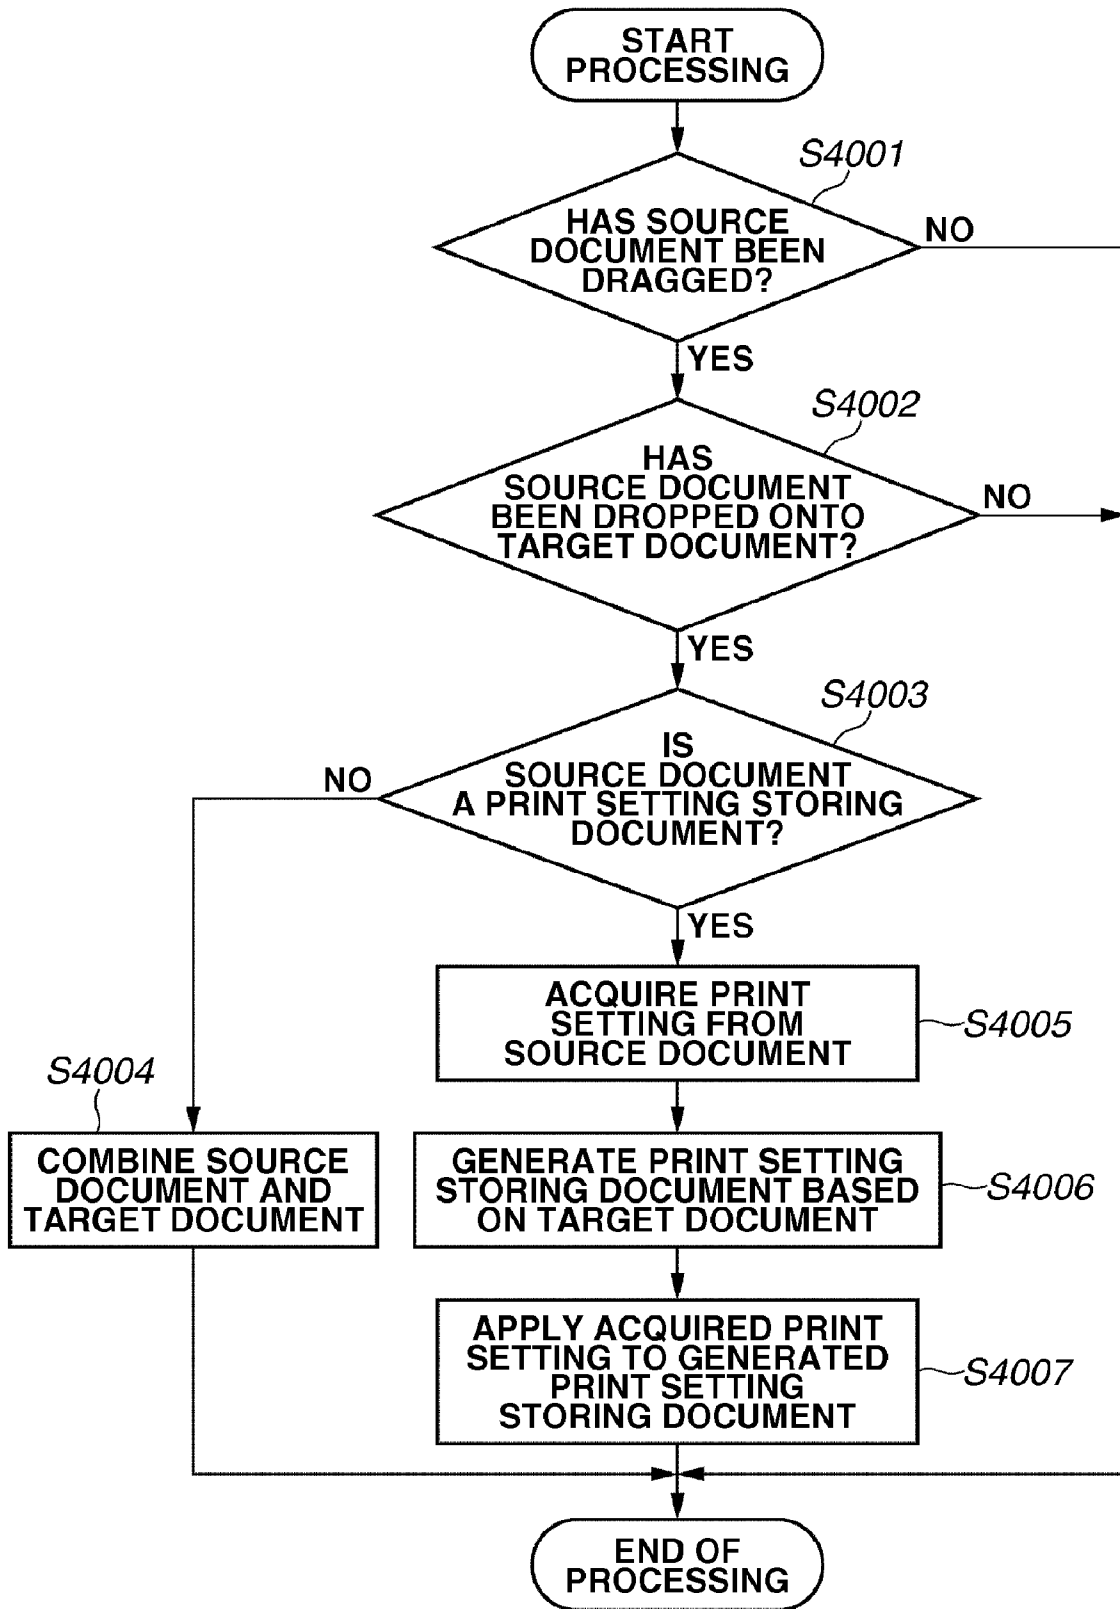 START
PROCESSING
S4001
HAS SOURCE
DOCUMENT BEEN
DRAGGED?
NO
YES
S4002
HAS
SOURCE DOCUMENT
BEEN DROPPED ONTO
TARGET DOCUMENT?
NO
YES
S4003
IS
SOURCE DOCUMENT
A PRINT SETTING STORING
DOCUMENT?
NO
YES
ACQUIRE PRINT
SETTING FROM
SOURCE DOCUMENT
S4005
S4004
COMBINE SOURCE
DOCUMENT AND
TARGET DOCUMENT
GENERATE PRINT SETTING
STORING DOCUMENT BASED
ON TARGET DOCUMENT
S4006
APPLY ACQUIRED PRINT
SETTING TO GENERATED
PRINT SETTING
STORING DOCUMENT
S4007
END OF
PROCESSING